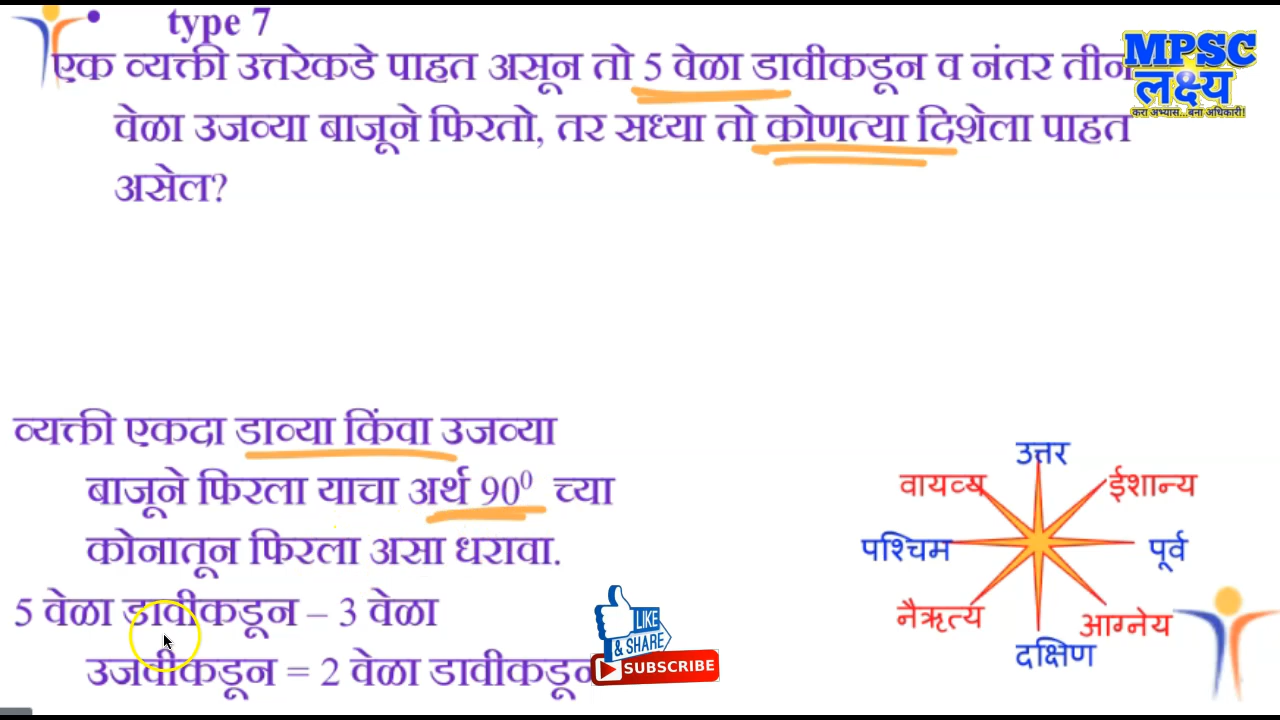 type 7
एक व्यक्ती उत्तरेकडे पाहत असून तो 5 वेळा डावीकडून व नंतर तीन
वेळा उजव्या बाजूने फिरतो, तर सध्या तो कोणत्या दिशेला पाहत
असेल?
MPSC
लक्ष्य
करा अभ्यास...बना अधिकारी!
व्यक्ती एकदा डाव्या किंवा उजव्या
बाजूने फिरला याचा अर्थ 90⁰ च्या
कोनातून फिरला असा धरावा.
5 वेळा डावीकडून – 3 वेळा
उजवीकडून = 2 वेळा डावीकडून
LIKE
& SHARE
SUBSCRIBE
उत्तर
वायव्य
ईशान्य
पश्चिम
पूर्व
नैऋत्य
आग्नेय
दक्षिण